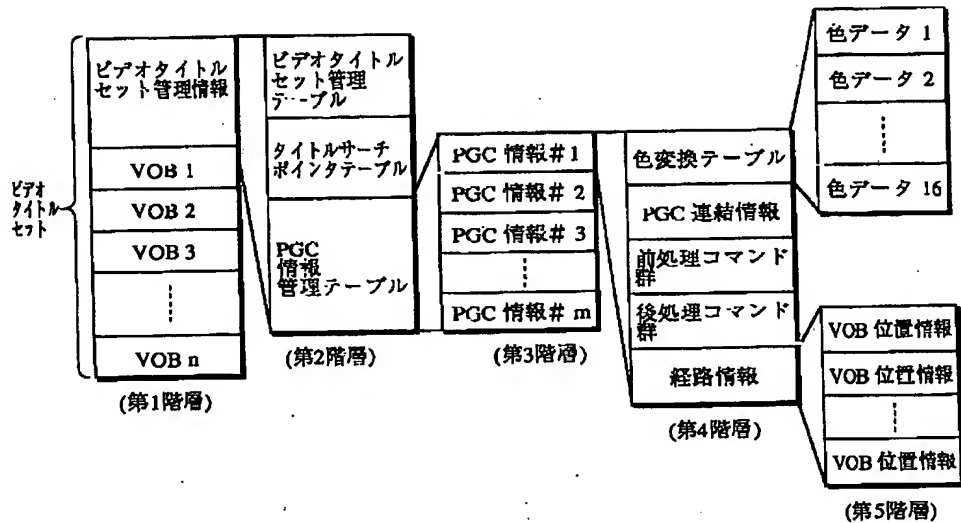 ビデオ
タイトル
セット
ビデオタイトル
セット管理情報
VOB 1
VOB 2
VOB 3
VOB n
(第1階層)
ビデオタイトル
セット管理
テーブル
タイトルサーチ
ポインタテーブル
PGC
情報
管理テーブル
(第2階層)
PGC 情報# 1
PGC 情報# 2
PGC 情報# 3
PGC 情報# m
(第3階層)
色変換テーブル
PGC 連結情報
前処理コマンド
群
後処理コマンド
群
経路情報
(第4階層)
色データ 1
色データ 2
色データ 16
VOB 位置情報
VOB 位置情報
VOB 位置情報
(第5階層)